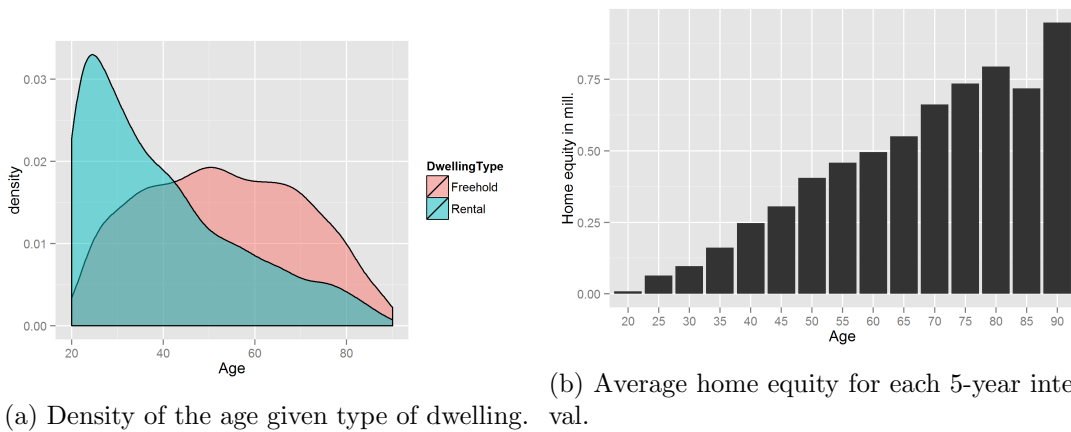 0.03
0.02
0.01
0.00
density
20 40 60 80
Age
DwellingType
Freehold
Rental
(a) Density of the age given type of dwelling.
0.75
0.50
0.25
0.00
Home equity in mill.
20 25 30 35 40 45 50 55 60 65 70 75 80 85 90
Age
(b) Average home equity for each 5-year inte
val.